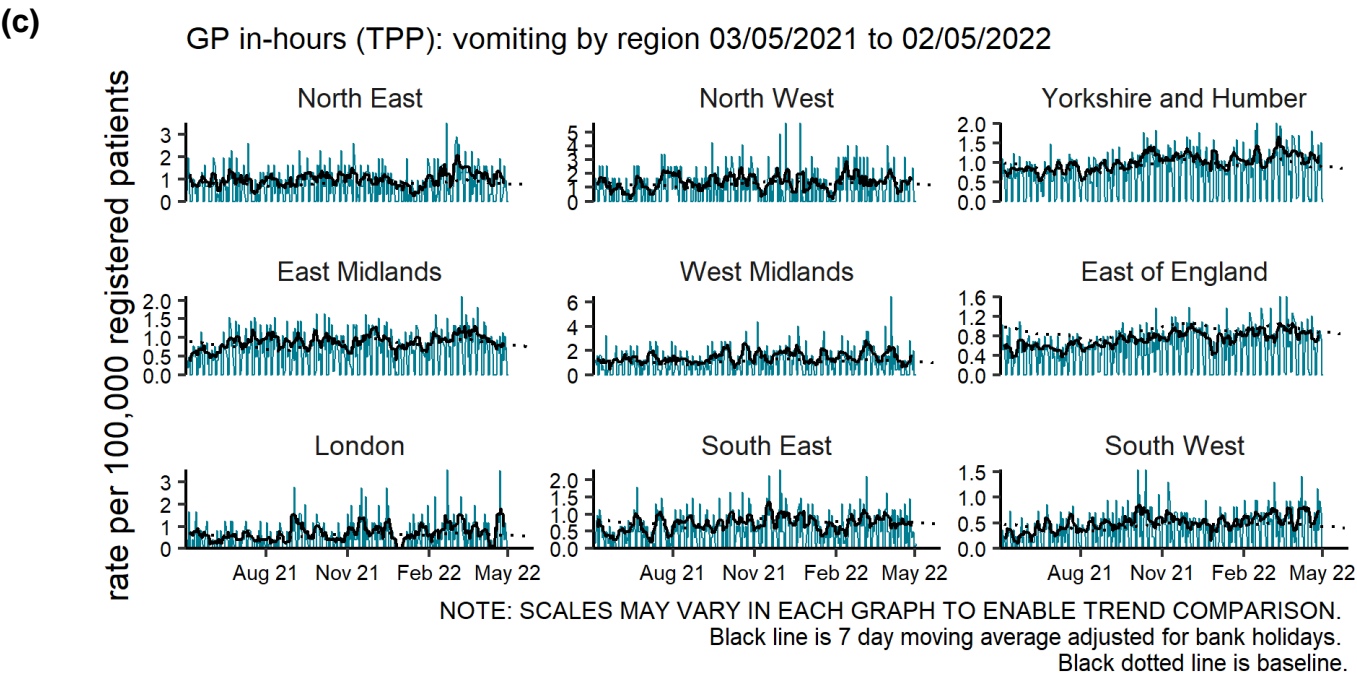 (c)
GP in-hours (TPP): vomiting by region 03/05/2021 to 02/05/2022
rate per 100,000 registered patients
North East
3
2
1
0
North West
5
4
3
2
1
0
Yorkshire and Humber
2.0
1.5
1.0
0.5
0.0
East Midlands
2.0
1.5
1.0
0.5
0.0
West Midlands
6
4
2
0
East of England
1.6
1.2
0.8
0.4
0.0
London
3
2
1
0
South East
2.0
1.5
1.0
0.5
0.0
South West
1.5
1.0
0.5
0.0
Aug 21 Nov 21 Feb 22 May 22
Aug 21 Nov 21 Feb 22 May 22
Aug 21 Nov 21 Feb 22 May 22
NOTE: SCALES MAY VARY IN EACH GRAPH TO ENABLE TREND COMPARISON.
Black line is 7 day moving average adjusted for bank holidays.
Black dotted line is baseline.